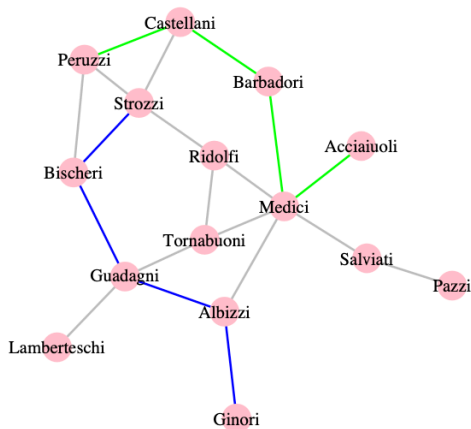 Castellani
Peruzzi
Barbadori
Strozzi
Acciaiuoli
Ridolfi
Bischeri
Medici
Tornabuoni
Salviati
Guadagni
Pazzi
Albizzi
Lamberteschi
Ginori